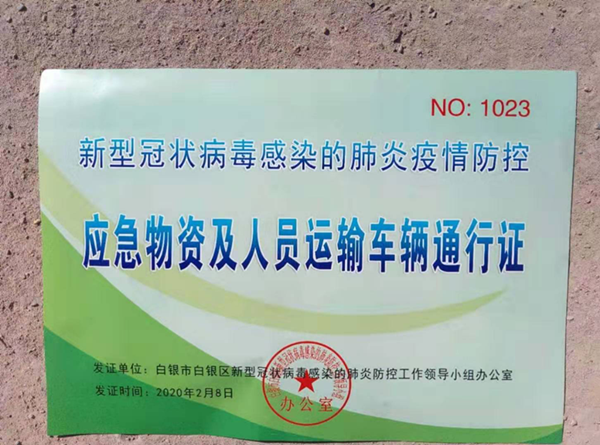 NO: 1023
新型冠状病毒感染的肺炎疫情防控
应急物资及人员运输车辆通行证
发证单位：白银市白银区新型冠状病毒感染的肺炎防控工作领导小组办公室
发证时间：2020年2月8日
办公室